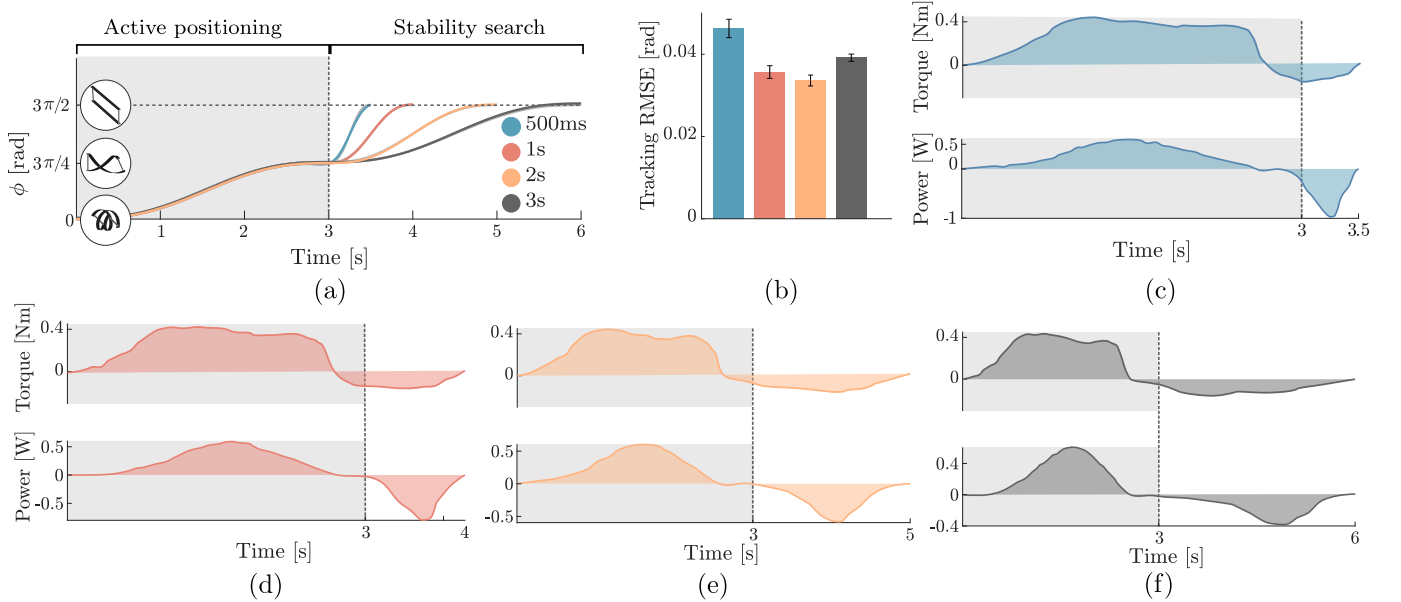 Active positioning
Stability search
3π/2
3π/4
0
ϕ [rad]
1 2 3 4 5 6
Time [s]
500ms
1s
2s
3s
(a)
Tracking RMSE [rad]
0.04
0.02
0
(b)
Torque [Nm]
0.4
0
Power [W]
0.5
0
-1
3 3.5
Time [s]
(c)
Torque [Nm]
0.4
0
Power [W]
0.5
0
-0.5
3 4
Time [s]
(d)
0.4
0
0.5
0
-0.5
3 5
Time [s]
(e)
0.4
0
0.4
0
-0.4
3 6
Time [s]
(f)